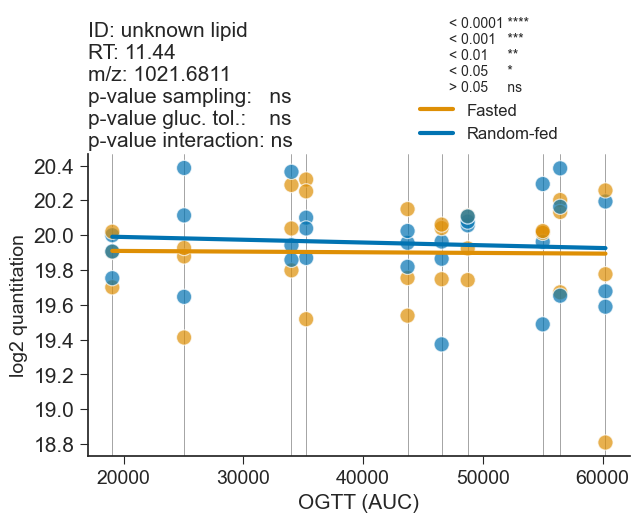 ID: unknown lipid
RT: 11.44
m/z: 1021.6811
p-value sampling: ns
p-value gluc. tol.: ns
p-value interaction: ns
< 0.0001 ****
< 0.001 ***
< 0.01 **
< 0.05 *
> 0.05 ns
Fasted
Random-fed
log2 quantitation
20.4
20.2
20.0
19.8
19.6
19.4
19.2
19.0
18.8
20000 30000 40000 50000 60000
OGTT (AUC)